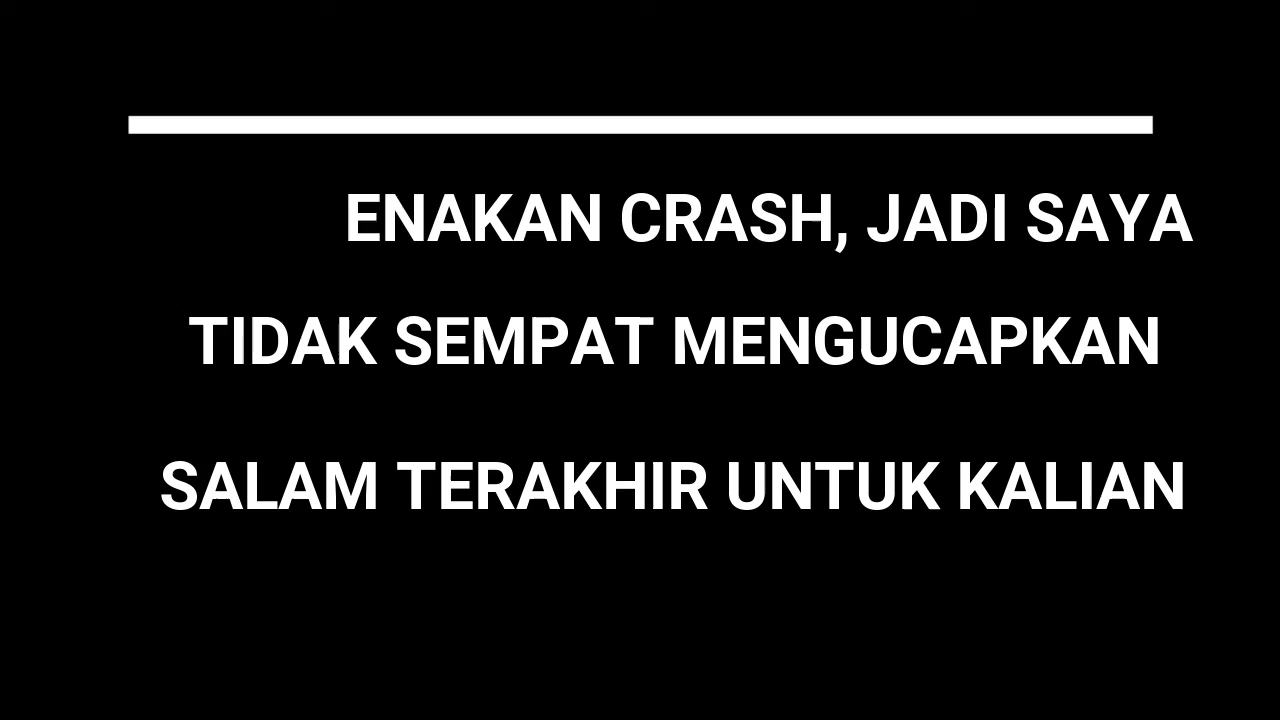 ENAKAN CRASH, JADI SAYA
TIDAK SEMPAT MENGUCAPKAN
SALAM TERAKHIR UNTUK KALIAN